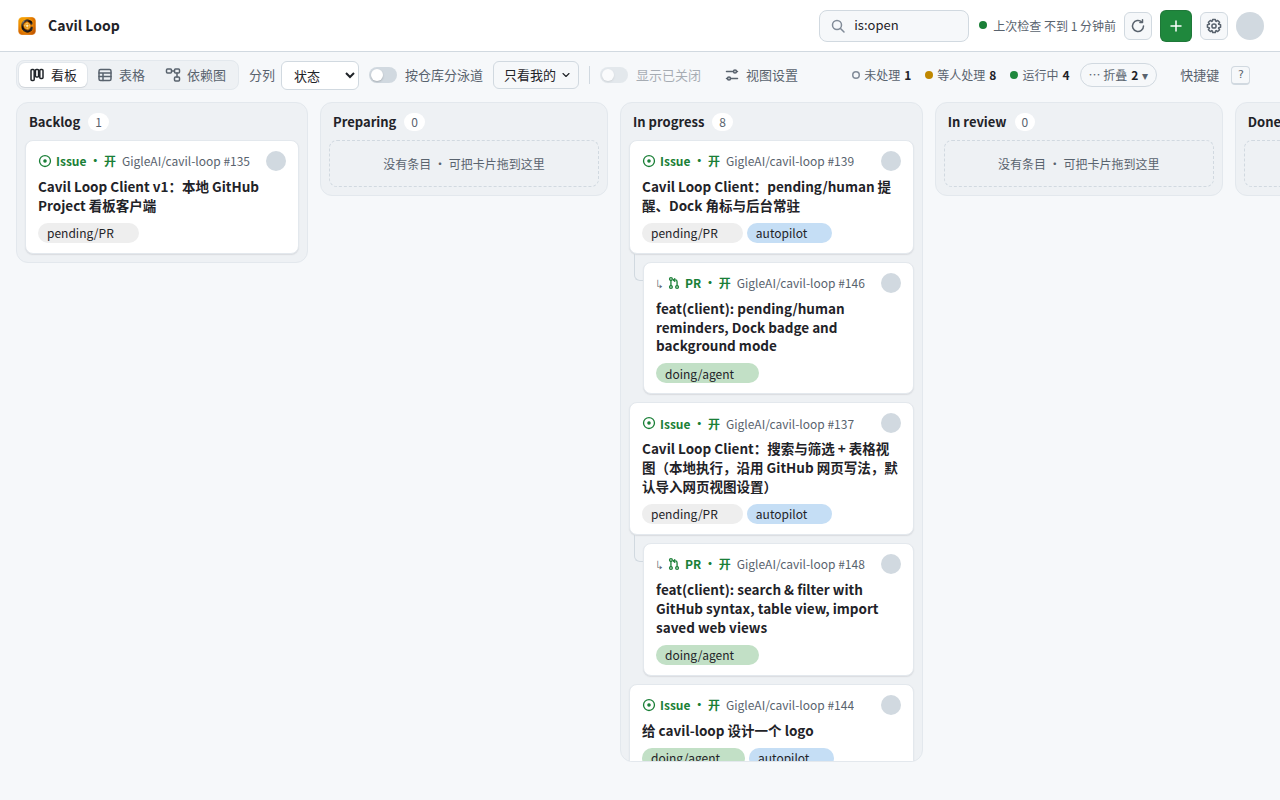 Cavil Loop
is:open
上次检查 不到 1 分钟前
看板
表格
依赖图
分列
状态
按仓库分泳道
只看我的
显示已关闭
视图设置
未处理 1
等人处理 8
运行中 4
··· 折叠 2 ▾
快捷键
?
Backlog 1
Issue · 开 GigleAI/cavil-loop #135
Cavil Loop Client v1：本地 GitHub
Project 看板客户端
pending/PR
Preparing 0
没有条目 · 可把卡片拖到这里
In progress 8
Issue · 开 GigleAI/cavil-loop #139
Cavil Loop Client：pending/human 提
醒、Dock 角标与后台常驻
pending/PR autopilot
↳ PR · 开 GigleAI/cavil-loop #146
feat(client): pending/human
reminders, Dock badge and
background mode
doing/agent
Issue · 开 GigleAI/cavil-loop #137
Cavil Loop Client：搜索与筛选 + 表格视
图（本地执行，沿用 GitHub 网页写法，默
认导入网页视图设置）
pending/PR autopilot
↳ PR · 开 GigleAI/cavil-loop #148
feat(client): search & filter with
GitHub syntax, table view, import
saved web views
doing/agent
Issue · 开 GigleAI/cavil-loop #144
给 cavil-loop 设计一个 logo
doing/agent autopilot
In review 0
没有条目 · 可把卡片拖到这里
Done